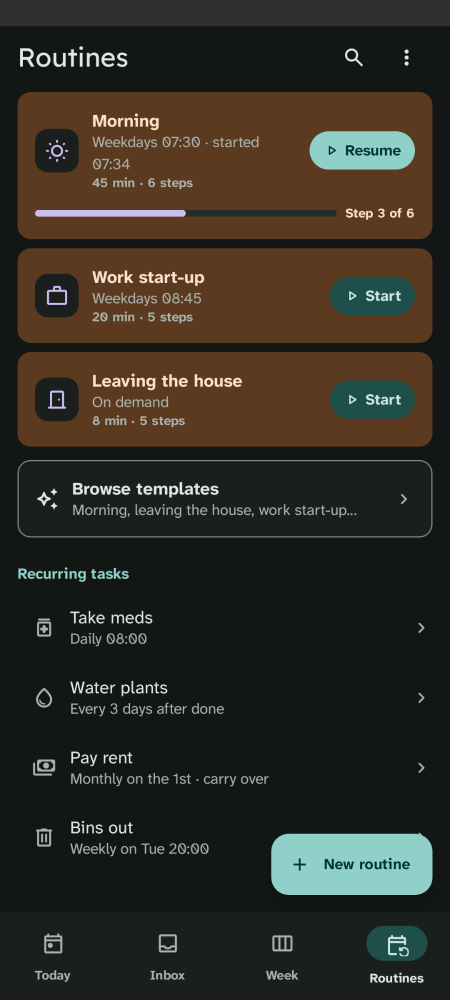 Routines
Morning
Weekdays 07:30 · started
07:34
45 min · 6 steps
Resume
Step 3 of 6
Work start-up
Weekdays 08:45
20 min · 5 steps
Start
Leaving the house
On demand
8 min · 5 steps
Start
Browse templates
Morning, leaving the house, work start-up...
Recurring tasks
Take meds
Daily 08:00
Water plants
Every 3 days after done
Pay rent
Monthly on the 1st · carry over
Bins out
Weekly on Tue 20:00
New routine
Today
Inbox
Week
Routines